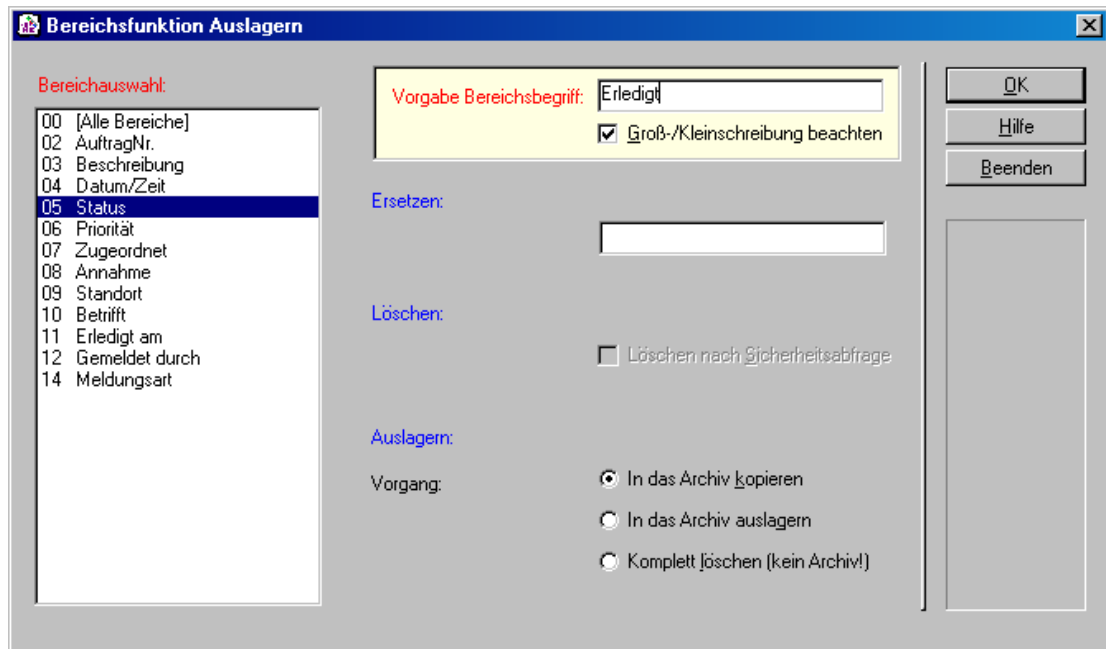 Bereichsfunktion Auslagern
Bereichauswahl:
00 [Alle Bereiche]
02 AuftragNr.
03 Beschreibung
04 Datum/Zeit
05 Status
06 Priorität
07 Zugeordnet
08 Annahme
09 Standort
10 Betrifft
11 Erledigt am
12 Gemeldet durch
14 Meldungsart
Vorgabe Bereichsbegriff: Erledigt
Groß-/Kleinschreibung beachten
Ersetzen:
Löschen:
Löschen nach Sicherheitsabfrage
Auslagern:
Vorgang:
In das Archiv kopieren
In das Archiv auslagern
Komplett löschen (kein Archiv!)
OK
Hilfe
Beenden